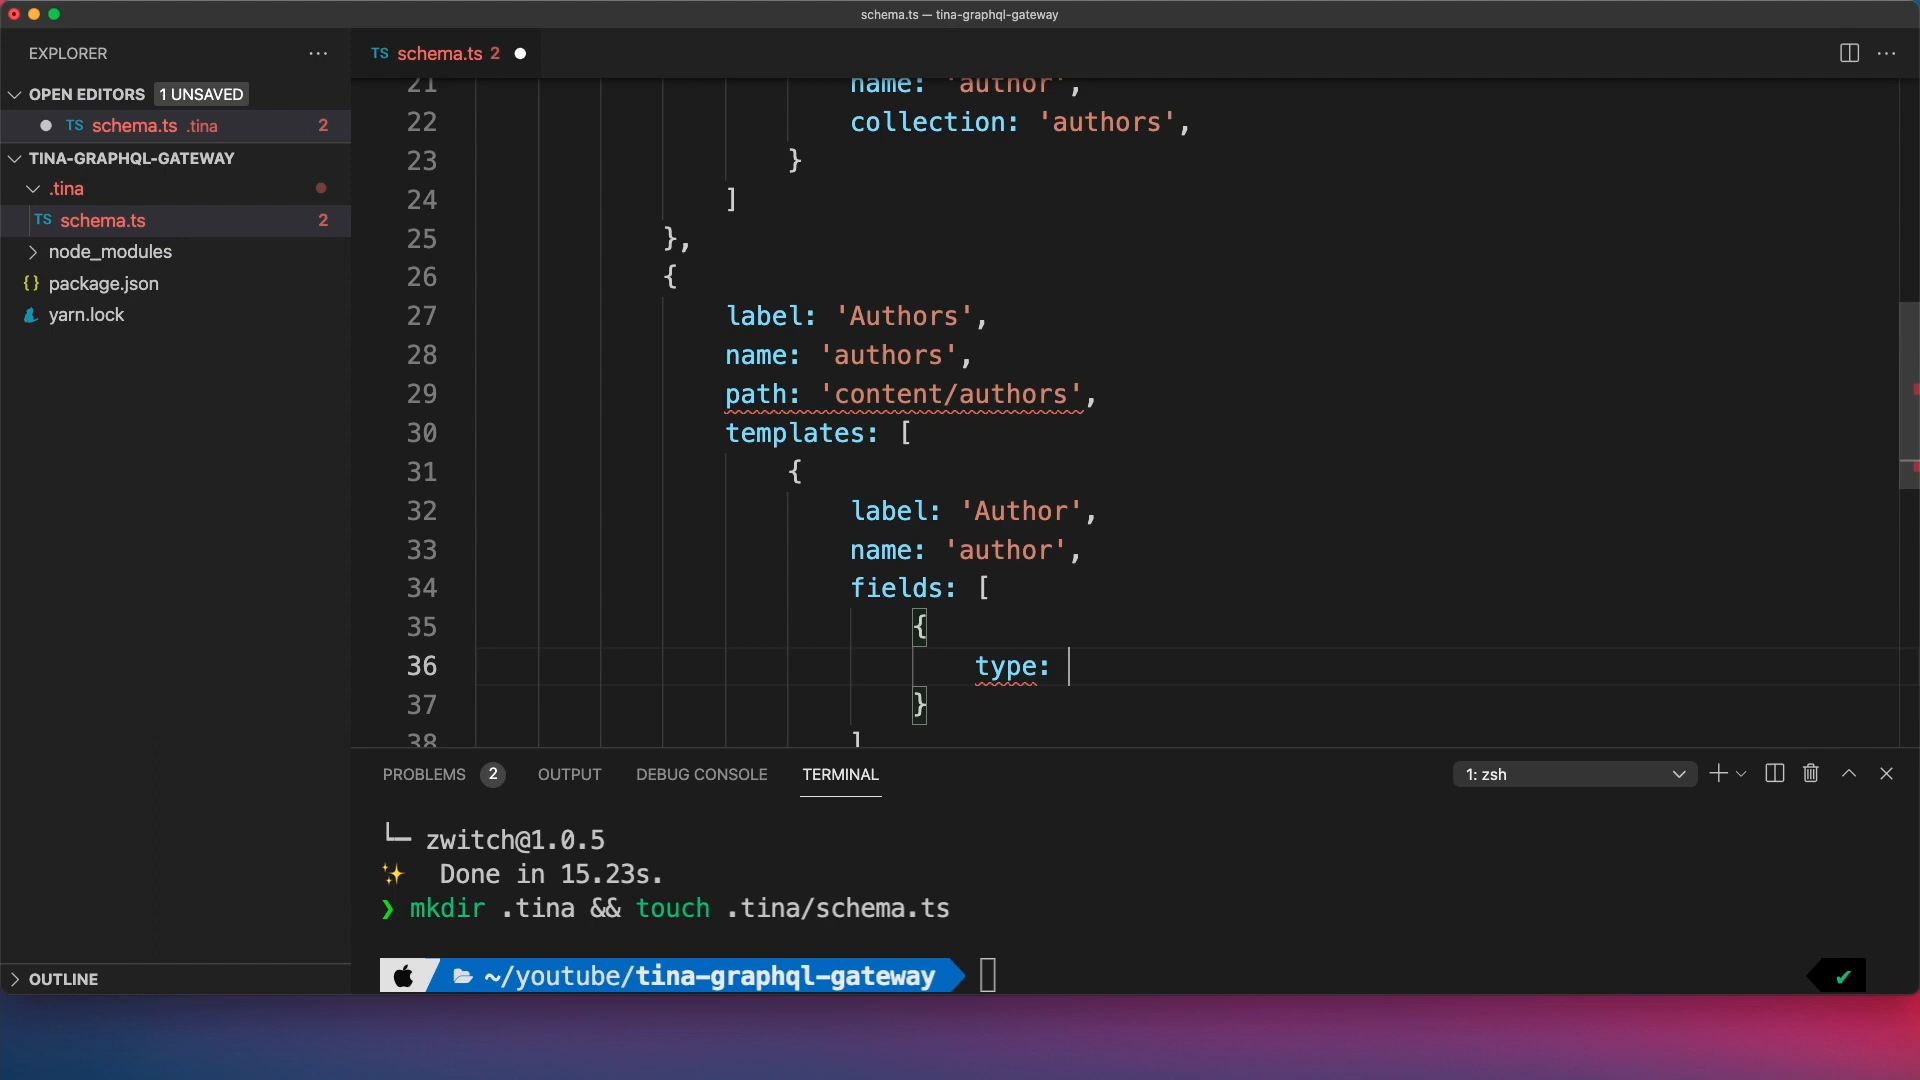 schema.ts — tina-graphql-gateway
EXPLORER
TS schema.ts 2
OPEN EDITORS 1 UNSAVED
TS schema.ts .tina 2
TINA-GRAPHQL-GATEWAY
.tina
TS schema.ts 2
node_modules
{} package.json
yarn.lock
OUTLINE
21 name: 'author',
22 collection: 'authors',
23 }
24 ]
25 },
26 {
27 label: 'Authors',
28 name: 'authors',
29 path: 'content/authors',
30 templates: [
31 {
32 label: 'Author',
33 name: 'author',
34 fields: [
35 {
36 type:
37 }
38 ]
PROBLEMS 2 OUTPUT DEBUG CONSOLE TERMINAL 1: zsh
└─ zwitch@1.0.5
✨ Done in 15.23s.
❯ mkdir .tina && touch .tina/schema.ts
~/youtube/tina-graphql-gateway ✔